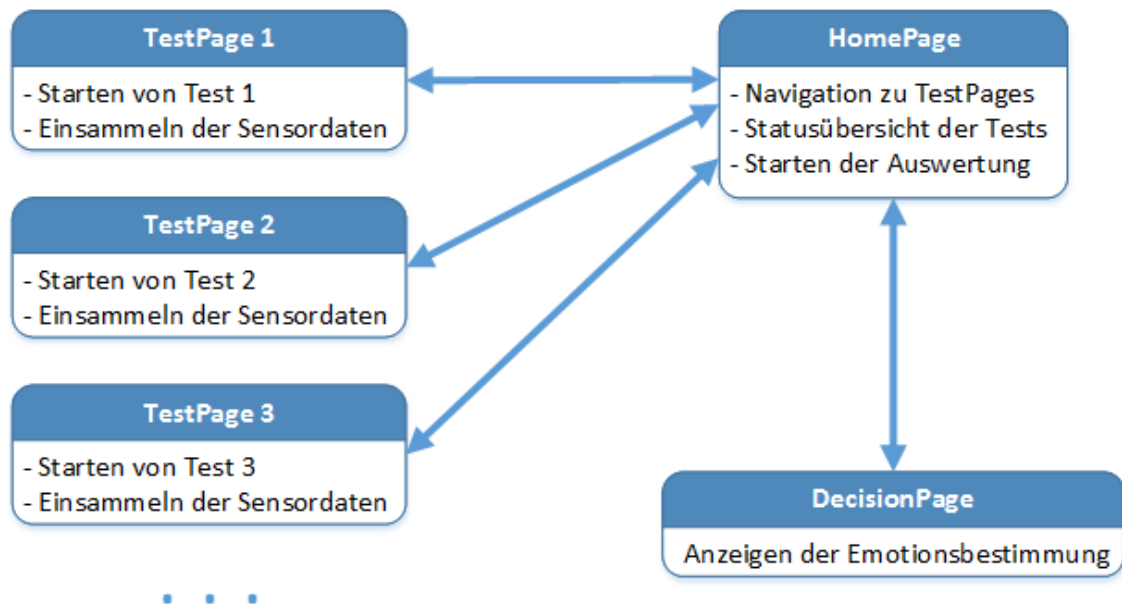 TestPage 1
- Starten von Test 1
- Einsammeln der Sensordaten
TestPage 2
- Starten von Test 2
- Einsammeln der Sensordaten
TestPage 3
- Starten von Test 3
- Einsammeln der Sensordaten
. . .
HomePage
- Navigation zu TestPages
- Statusübersicht der Tests
- Starten der Auswertung
DecisionPage
Anzeigen der Emotionsbestimmung